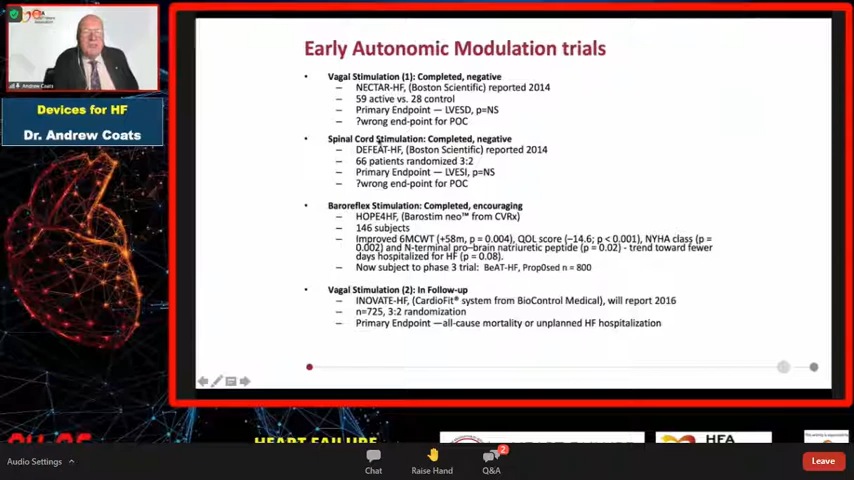 Andrew Coats
Devices for HF
Dr. Andrew Coats
Early Autonomic Modulation trials
• Vagal Stimulation (1): Completed, negative
– NECTAR-HF, (Boston Scientific) reported 2014
– 59 active vs. 28 control
– Primary Endpoint — LVESD, p=NS
– ?wrong end-point for POC
• Spinal Cord Stimulation: Completed, negative
– DEFEAT-HF, (Boston Scientific) reported 2014
– 66 patients randomized 3:2
– Primary Endpoint — LVESI, p=NS
– ?wrong end-point for POC
• Baroreflex Stimulation: Completed, encouraging
– HOPE4HF, (Barostim neo™ from CVRx)
– 146 subjects
– Improved 6MCWT (+58m, p = 0.004), QOL score (–14.6; p < 0.001), NYHA class (p =
0.002) and N-terminal pro–brain natriuretic peptide (p = 0.02) - trend toward fewer
days hospitalized for HF (p = 0.08).
– Now subject to phase 3 trial: BeAT-HF, Prop0sed n = 800
• Vagal Stimulation (2): In Follow-up
– INOVATE-HF, (CardioFit® system from BioControl Medical), will report 2016
– n=725, 3:2 randomization
– Primary Endpoint —all-cause mortality or unplanned HF hospitalization
HEART FAILURE
HFA
Audio Settings
Chat
Raise Hand
2
Q&A
Leave